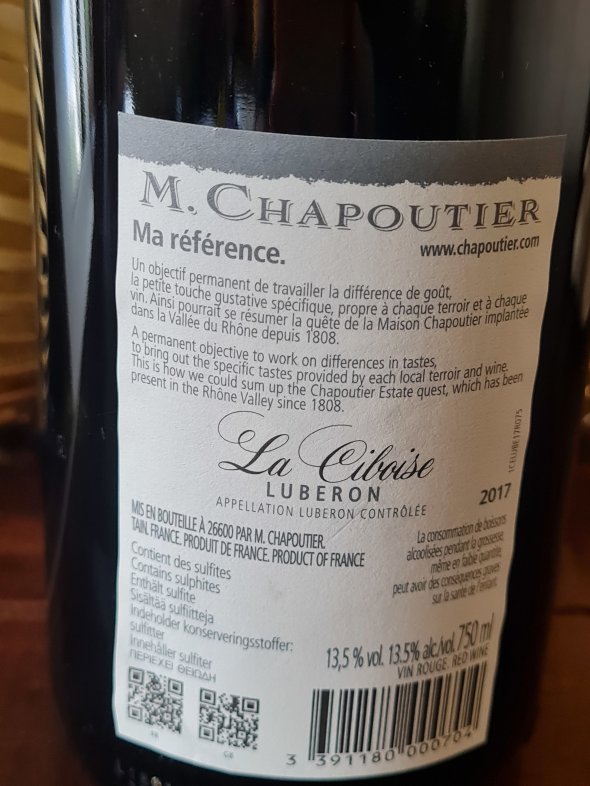 M. CHAPOUTIER
Ma référence.
www.chapoutier.com
Un objectif permanent de travailler la différence de goût,
la petite touche gustative spécifique, propre à chaque terroir et à chaque
vin. Ainsi pourrait se résumer la quête de la Maison Chapoutier implantée
dans la Vallée du Rhône depuis 1808.
A permanent objective to work on differences in tastes,
to bring out the specific tastes provided by each local terroir and wine.
This is how we could sum up the Chapoutier Estate quest, which has been
present in the Rhône Valley since 1808.
La Ciboise
LUBERON
APPELLATION LUBERON CONTRÔLÉE
2017
1CELUBE17R075
MIS EN BOUTEILLE À 26600 PAR M. CHAPOUTIER,
TAIN. FRANCE. PRODUIT DE FRANCE. PRODUCT OF FRANCE
La consommation de boissons
alcoolisées pendant la grossesse,
même en faible quantité,
peut avoir des conséquences graves
sur la santé de l'enfant.
Contient des sulfites
Contains sulphites
Enthält sulfite
Sisältää sulfiitteja
Indeholder konserveringsstoffer:
sulfitter
Innehåller sulfiter
ΠΕΡΙΕΧΕΙ ΘΕΙΩΔΗ
13,5 % vol. 13.5% alc./vol. 750 ml
VIN ROUGE. RED WINE
FR
GB
3 391180 000704